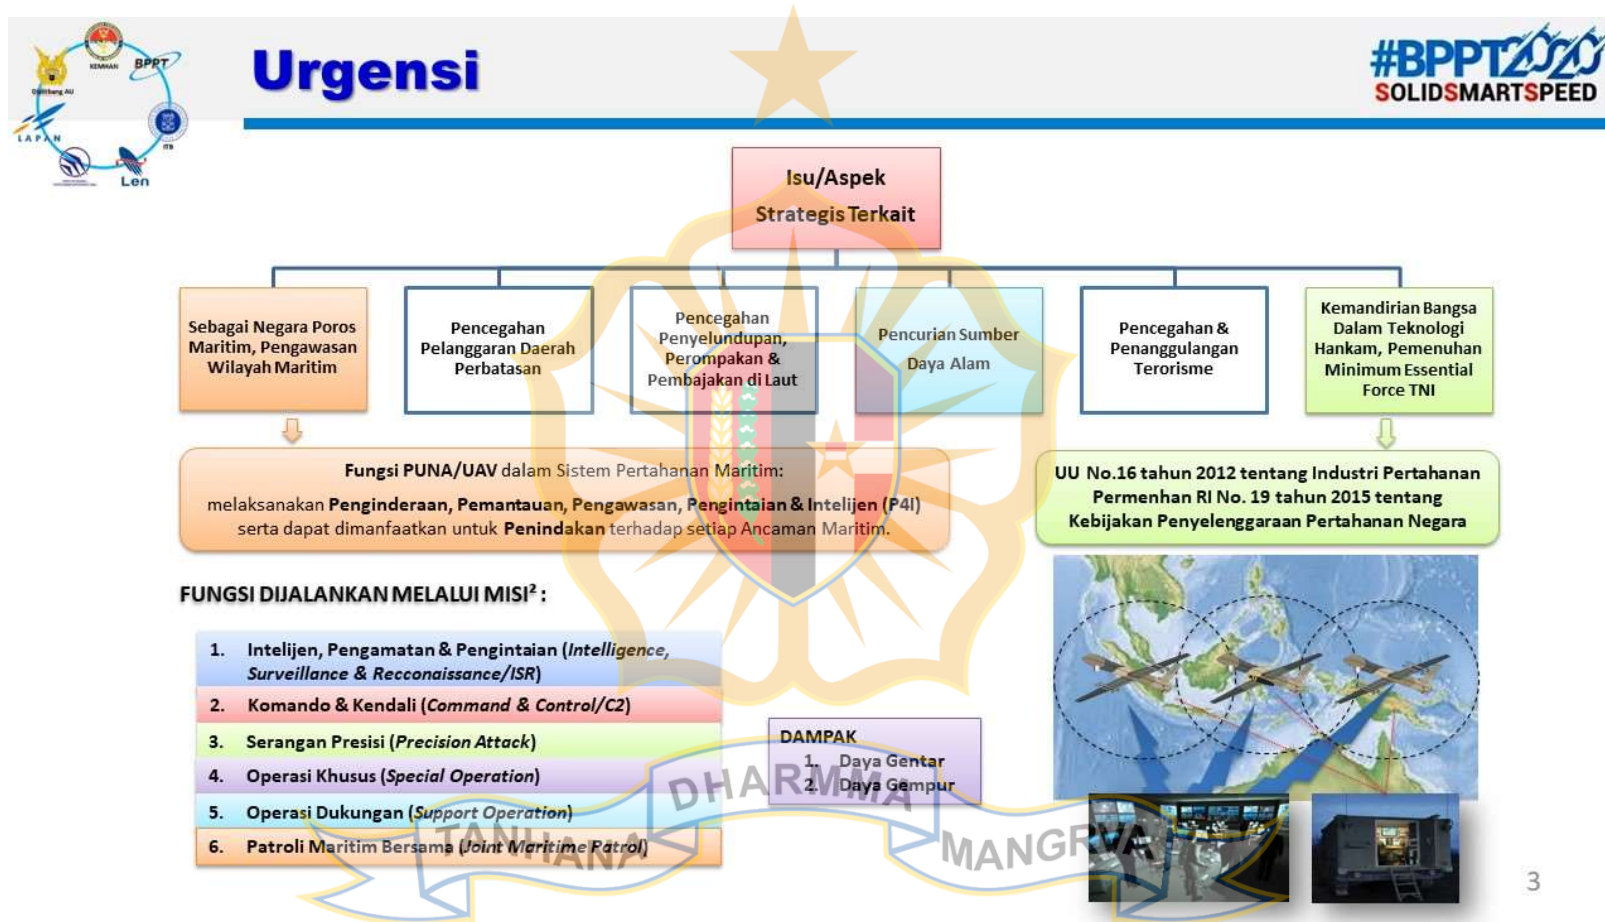 KEMHAN
BPPT
Dislitbang AU
LAPAN
ITB
Len
Urgensi
#BPPT2020
SOLIDSMARTSPEED
Isu/Aspek
Strategis Terkait
Sebagai Negara Poros
Maritim, Pengawasan
Wilayah Maritim
Pencegahan
Pelanggaran Daerah
Perbatasan
Pencegahan
Penyelundupan,
Perompakan &
Pembajakan di Laut
Pencurian Sumber
Daya Alam
Pencegahan &
Penanggulangan
Terorisme
Kemandirian Bangsa
Dalam Teknologi
Hankam, Pemenuhan
Minimum Essential
Force TNI
Fungsi PUNA/UAV dalam Sistem Pertahanan Maritim:
melaksanakan Penginderaan, Pemantauan, Pengawasan, Pengintaian & Intelijen (P4I)
serta dapat dimanfaatkan untuk Penindakan terhadap setiap Ancaman Maritim.
UU No.16 tahun 2012 tentang Industri Pertahanan
Permenhan RI No. 19 tahun 2015 tentang
Kebijakan Penyelenggaraan Pertahanan Negara
FUNGSI DIJALANKAN MELALUI MISI² :
1. Intelijen, Pengamatan & Pengintaian (Intelligence,
Surveillance & Recconaissance/ISR)
2. Komando & Kendali (Command & Control/C2)
3. Serangan Presisi (Precision Attack)
4. Operasi Khusus (Special Operation)
5. Operasi Dukungan (Support Operation)
6. Patroli Maritim Bersama (Joint Maritime Patrol)
DAMPAK
1. Daya Gentar
2. Daya Gempur
TANHANA DHARMMA MANGRVA
3